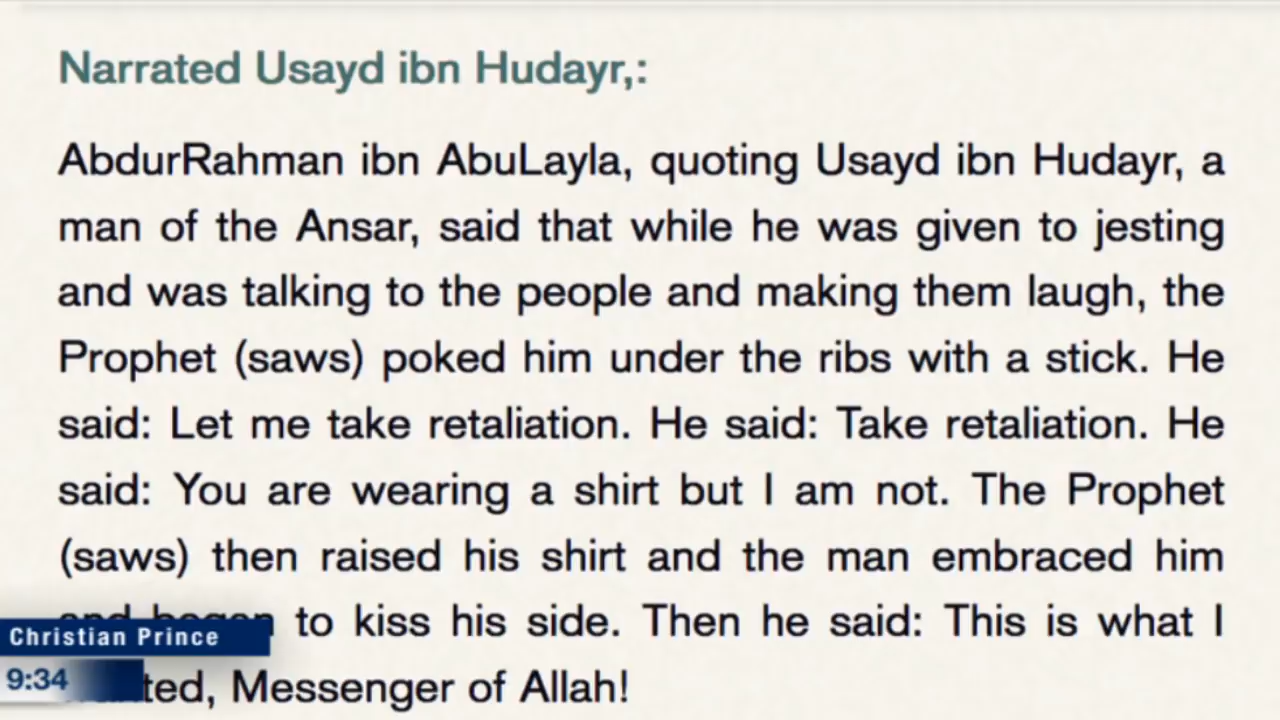 Narrated Usayd ibn Hudayr,:
AbdurRahman ibn AbuLayla, quoting Usayd ibn Hudayr, a
man of the Ansar, said that while he was given to jesting
and was talking to the people and making them laugh, the
Prophet (saws) poked him under the ribs with a stick. He
said: Let me take retaliation. He said: Take retaliation. He
said: You are wearing a shirt but I am not. The Prophet
(saws) then raised his shirt and the man embraced him
to kiss his side. Then he said: This is what I
Messenger of Allah!
Christian Prince
9:34